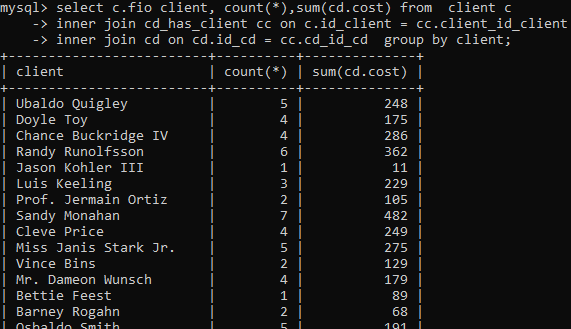 mysql> select c.fio client, count(*),sum(cd.cost) from  client c
    -> inner join cd_has_client cc on c.id_client = cc.client_id_client
    -> inner join cd on cd.id_cd = cc.cd_id_cd  group by client;
+------------------------+----------+--------------+
| client                 | count(*) | sum(cd.cost) |
+------------------------+----------+--------------+
| Ubaldo Quigley         |        5 |          248 |
| Doyle Toy              |        4 |          175 |
| Chance Buckridge IV    |        4 |          286 |
| Randy Runolfsson       |        6 |          362 |
| Jason Kohler III       |        1 |           11 |
| Luis Keeling           |        3 |          229 |
| Prof. Jermain Ortiz    |        2 |          105 |
| Sandy Monahan          |        7 |          482 |
| Cleve Price            |        4 |          249 |
| Miss Janis Stark Jr.   |        5 |          275 |
| Vince Bins             |        2 |          129 |
| Mr. Dameon Wunsch      |        4 |          179 |
| Bettie Feest           |        1 |           89 |
| Barney Rogahn          |        2 |           68 |
| Osbaldo Smith          |        5 |          191 |